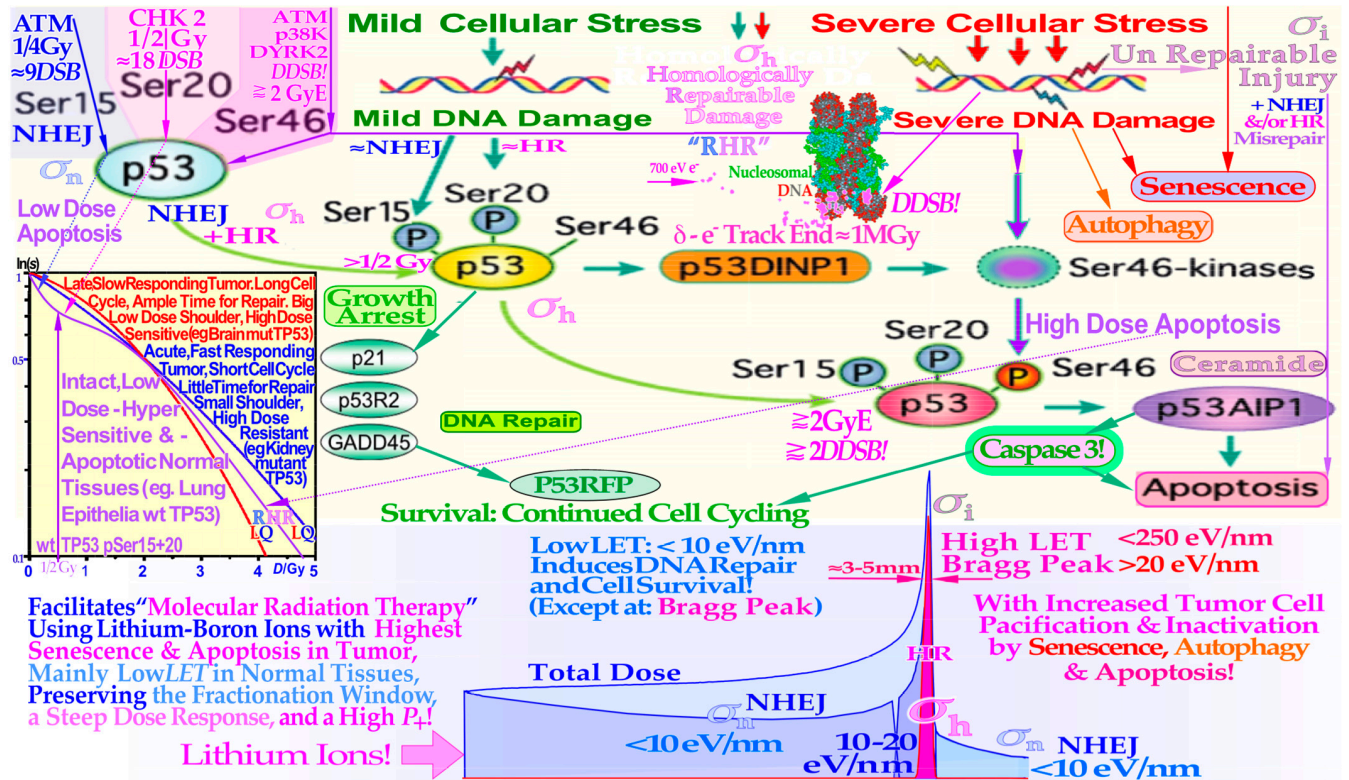 ATM
1/4Gy
≈9DSB
Ser15
NHEJ
CHK 2
1/2 Gy
≈18 DSB
Ser20
ATM
p38K
DYRK2
DDSB!
≧ 2 GyE
Ser46
p53
σn
NHEJ
+HR
σh
Low Dose
Apoptosis
Mild Cellular Stress
Mild DNA Damage
≈NHEJ
≈HR
σh
Homologically
Repairable
Damage
"RHR"
700 eV e-
Nucleosomal
DNA
DDSB!
δ - e- Track End ≈ 1MGy
Severe Cellular Stress
Severe DNA Damage
σi
Un Repairable
Injury
+ NHEJ
&/or HR
Misrepair
Senescence
Autophagy
Ser15
P
Ser20
P
Ser46
>1/2 Gy
p53
p53DINP1
Ser46-kinases
Growth
Arrest
σh
p21
p53R2
GADD45
DNA Repair
P53RFP
High Dose Apoptosis
Ser15
P
Ser20
P
P
Ser46
p53
≧2GyE
≧ 2DDSB!
Ceramide
p53AIP1
Caspase 3!
Apoptosis
Survival: Continued Cell Cycling
ln(s)
1
0.5
0.1
Late,Slow Responding Tumor. Long Cell
Cycle, Ample Time for Repair. Big
Low Dose Shoulder, High Dose
Sensitive (eg Brain mut TP53)
Acute, Fast Responding
Tumor, Short Cell Cycle
Little Time for Repair
Small Shoulder,
High Dose
Resistant
(eg Kidney
mutant
TP53)
Intact, Low
Dose - Hyper
Sensitive & -
Apoptotic Normal
Tissues (eg. Lung
Epithelia wt TP53)
RHR
LQ LQ
wt TP53 pSer15+20
0 1/2 Gy 1 2 3 4 D/Gy 5
Facilitates "Molecular Radiation Therapy"
Using Lithium-Boron Ions with Highest
Senescence & Apoptosis in Tumor,
Mainly LowLET in Normal Tissues,
Preserving the Fractionation Window,
a Steep Dose Response, and a High P+!
Lithium Ions!
Low LET: < 10 eV/nm
Induces DNA Repair
and Cell Survival!
(Except at: Bragg Peak)
≈3-5mm
σi
High LET <250 eV/nm
Bragg Peak >20 eV/nm
With Increased Tumor Cell
Pacification & Inactivation
by Senescence, Autophagy
& Apoptosis!
Total Dose
NHEJ
σn
<10 eV/nm
10-20
eV/nm
HR
σh
σn
NHEJ
<10 eV/nm